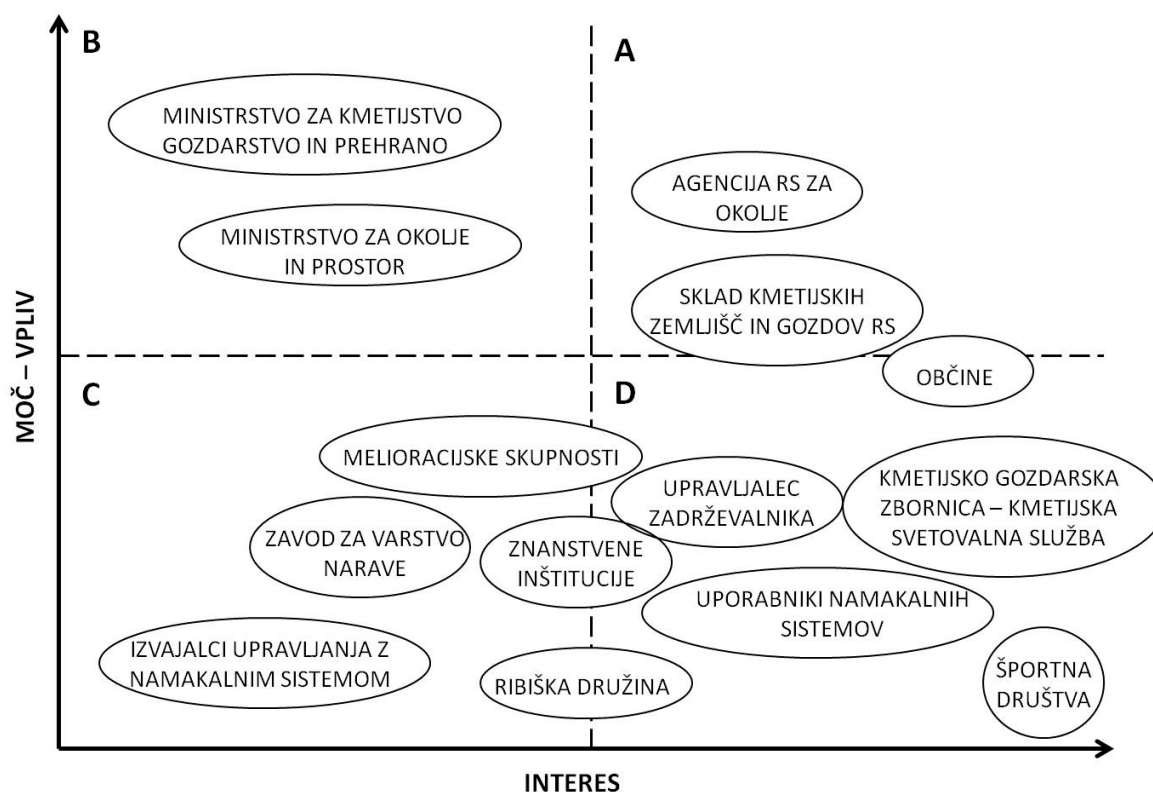 B
A
MINISTRSTVO ZA KMETIJSTVO
GOZDARSTVO IN PREHRANO
AGENCIJA RS ZA
OKOLJE
MINISTRSTVO ZA OKOLJE
IN PROSTOR
SKLAD KMETIJSKIH
ZEMLJIŠČ IN GOZDOV RS
OBČINE
MOČ – VPLIV
C
D
MELIORACIJSKE SKUPNOSTI
UPRAVLJALEC
ZADRŽEVALNIKA
KMETIJSKO GOZDARSKA
ZBORNICA – KMETIJSKA
SVETOVALNA SLUŽBA
ZAVOD ZA VARSTVO
NARAVE
ZNANSTVENE
INŠTITUCIJE
UPORABNIKI NAMAKALNIH
SISTEMOV
IZVAJALCI UPRAVLJANJA Z
NAMAKALNIM SISTEMOM
RIBIŠKA DRUŽINA
ŠPORTNA
DRUŠTVA
INTERES